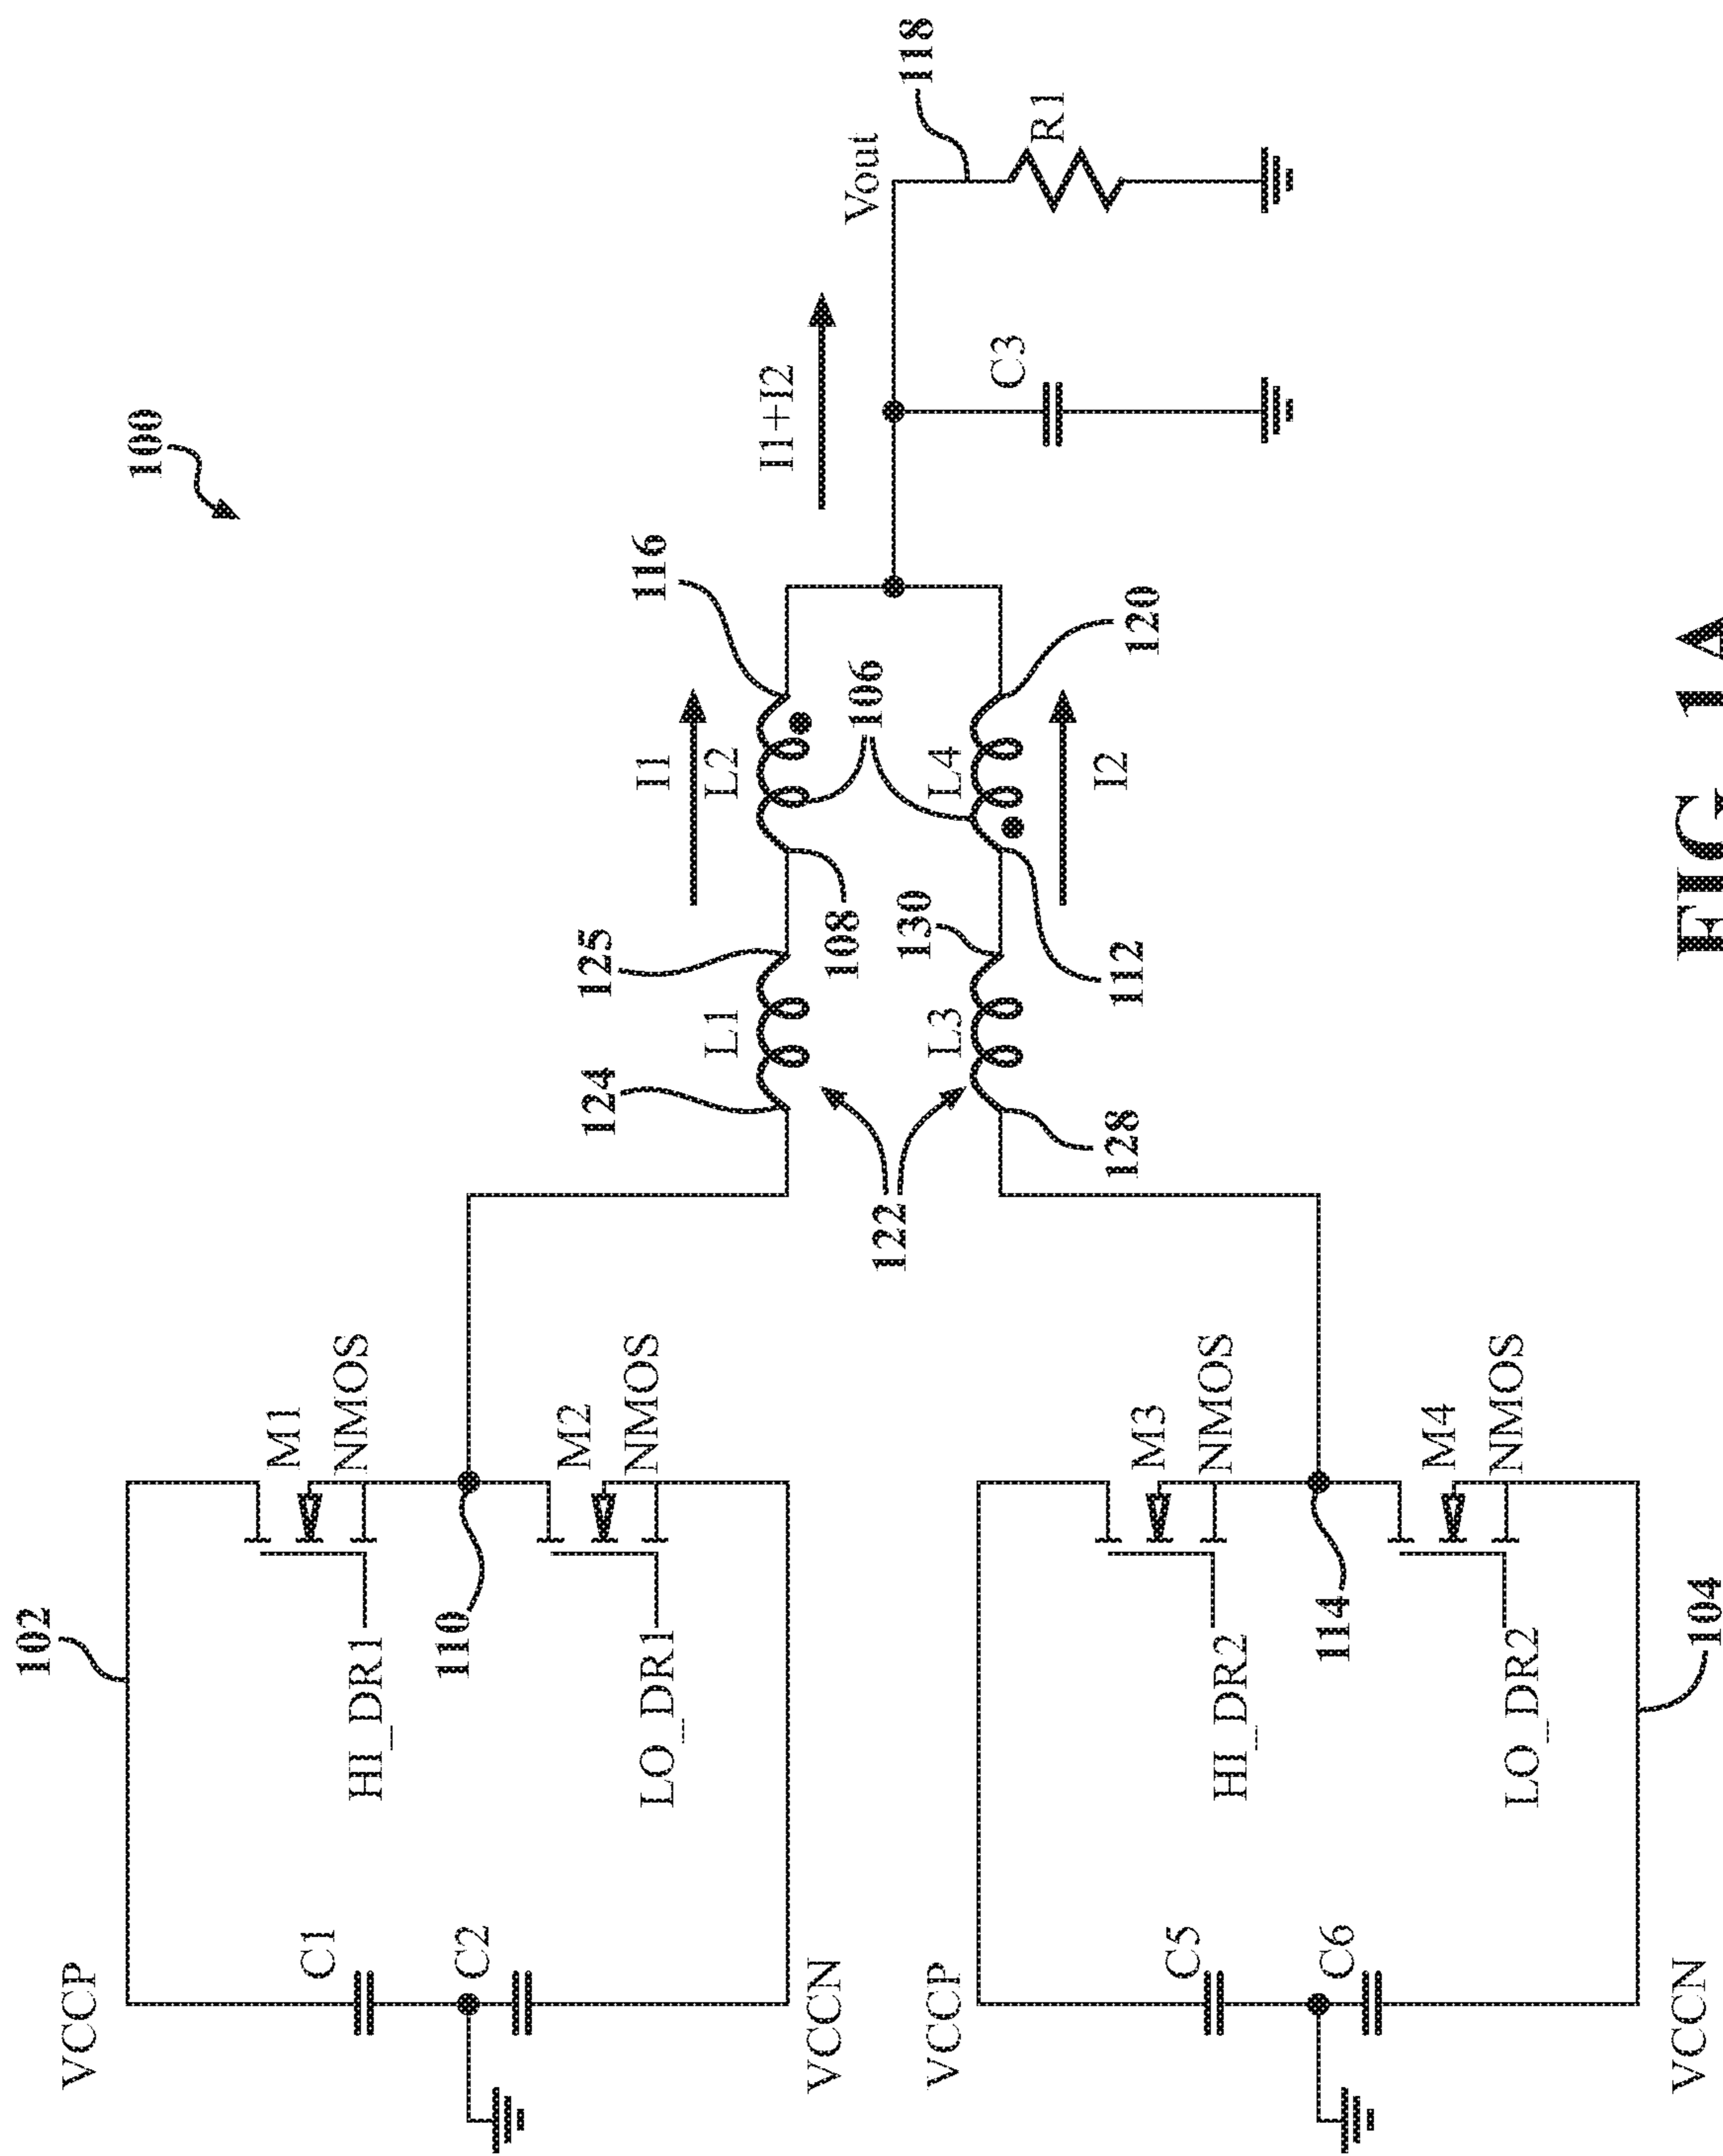 100
102
VCCP
C1
C2
VCCN
HI_DR1
M1
NMOS
110
LO_DR1
M2
NMOS
124
L1
125
108
I1
L2
116
106
I1+I2
Vout
118
C3
R1
122
L3
130
128
112
L4
120
I2
VCCP
C5
C6
VCCN
HI_DR2
M3
NMOS
114
LO_DR2
M4
NMOS
104
FIG. 1A